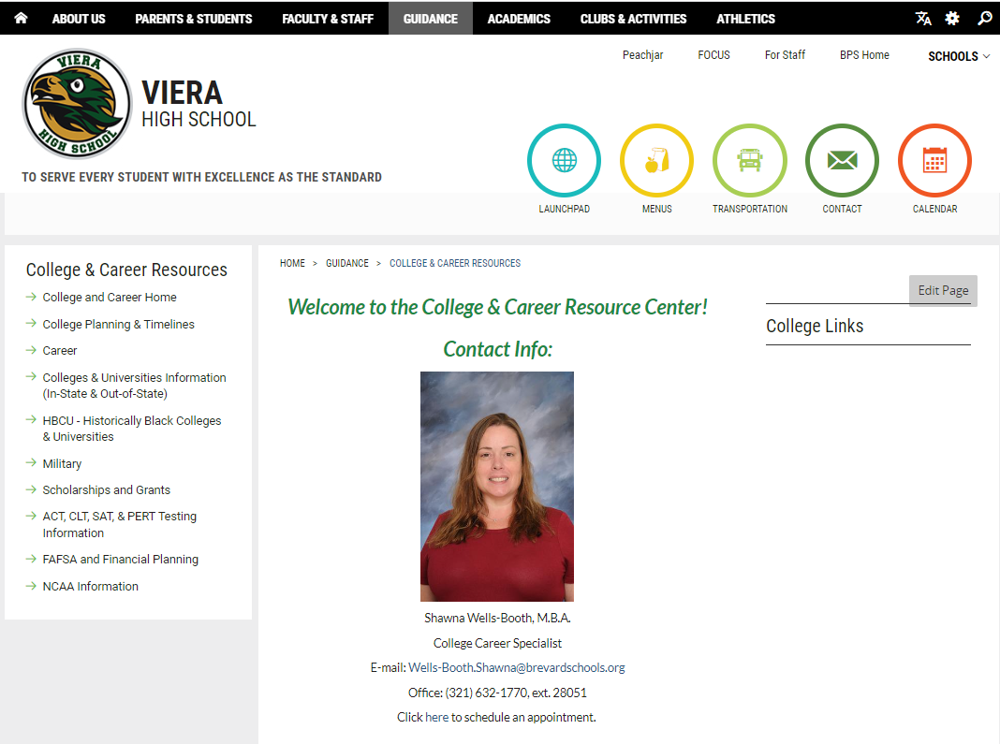 ABOUT US PARENTS & STUDENTS FACULTY & STAFF GUIDANCE ACADEMICS CLUBS & ACTIVITIES ATHLETICS
Peachjar FOCUS For Staff BPS Home SCHOOLS
VIERA
HIGH SCHOOL
VIERA
HIGH SCHOOL
TO SERVE EVERY STUDENT WITH EXCELLENCE AS THE STANDARD
LAUNCHPAD MENUS TRANSPORTATION CONTACT CALENDAR
College & Career Resources
College and Career Home
College Planning & Timelines
Career
Colleges & Universities Information
(In-State & Out-of-State)
HBCU - Historically Black Colleges
& Universities
Military
Scholarships and Grants
ACT, CLT, SAT, & PERT Testing
Information
FAFSA and Financial Planning
NCAA Information
HOME > GUIDANCE > COLLEGE & CAREER RESOURCES
Welcome to the College & Career Resource Center!
Contact Info:
Shawna Wells-Booth, M.B.A.
College Career Specialist
E-mail: Wells-Booth.Shawna@brevardschools.org
Office: (321) 632-1770, ext. 28051
Click here to schedule an appointment.
Edit Page
College Links